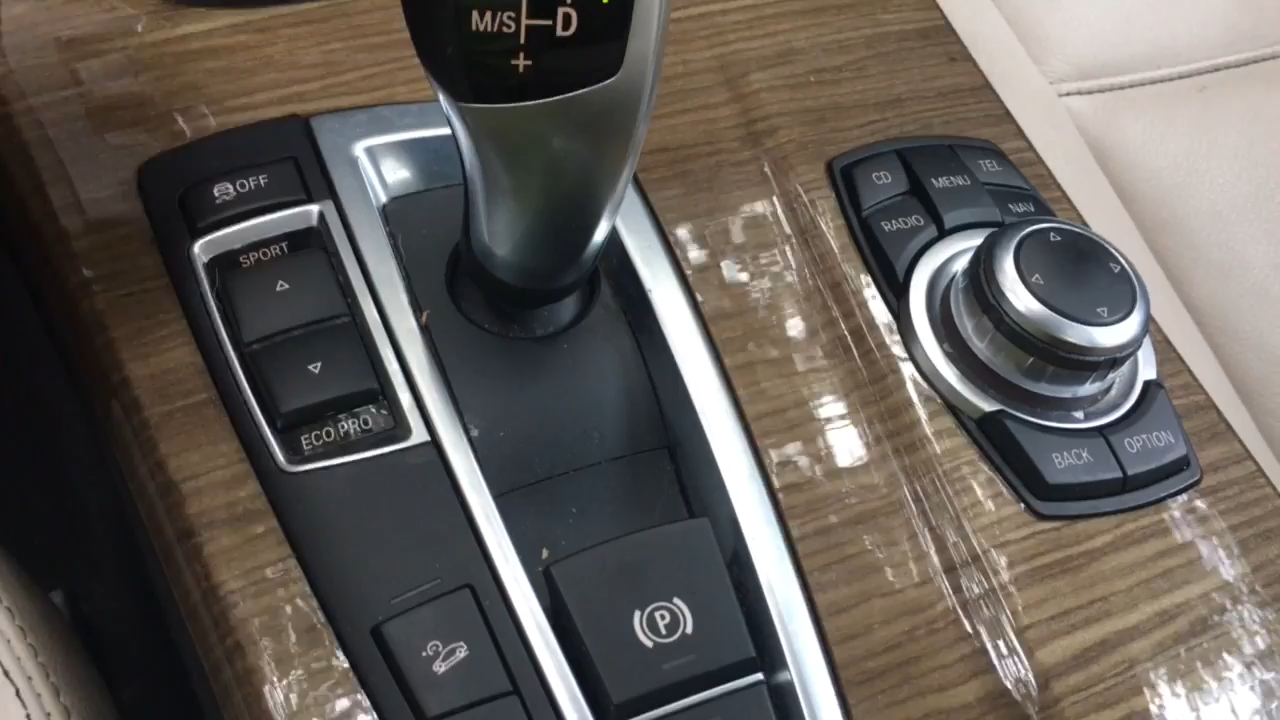 M/S D
+
OFF
SPORT
ECO PRO
P
CD
MENU
TEL
RADIO
NAV
BACK
OPTION